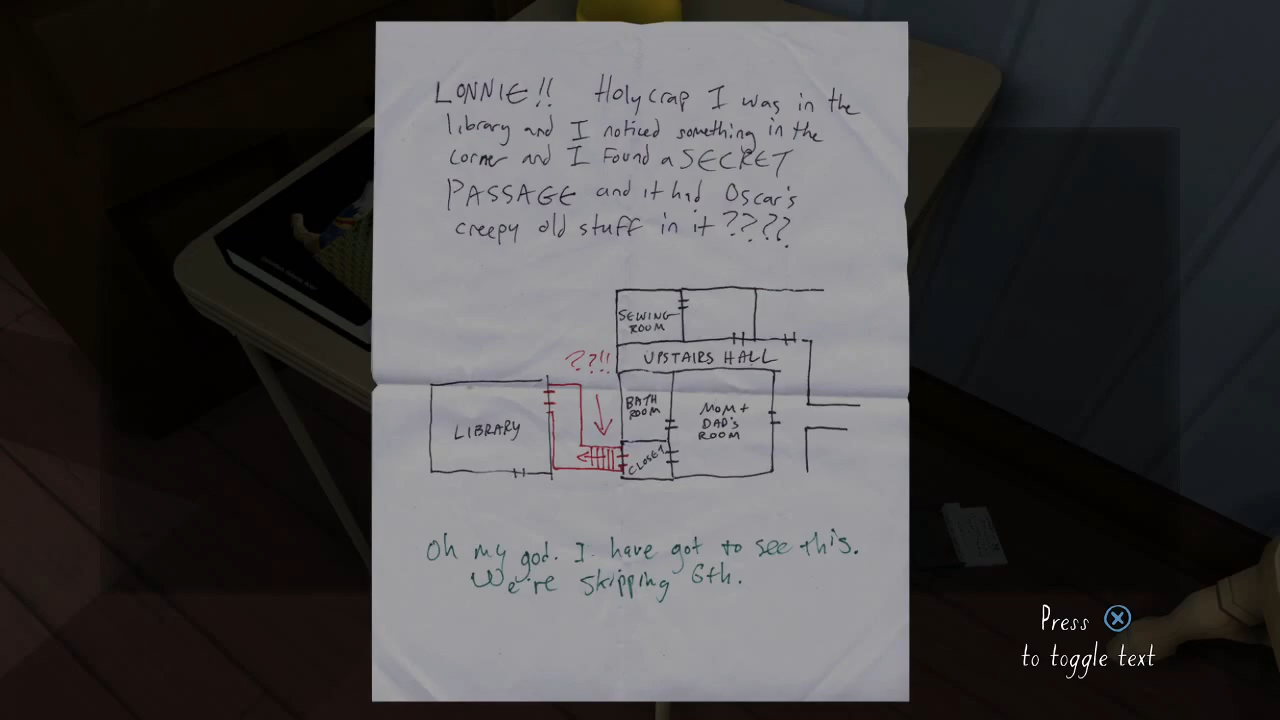 LONNIE!! Holy crap I was in the
library and I noticed something in the
corner and I found a SECRET
PASSAGE and it had Oscar's
creepy old stuff in it????
SEWING
ROOM
UPSTAIRS HALL
??!!
BATH
ROOM
MOM +
DAD'S
ROOM
LIBRARY
CLOSET
Oh my god. I have got to see this.
We're skipping 6th.
Press
to toggle text